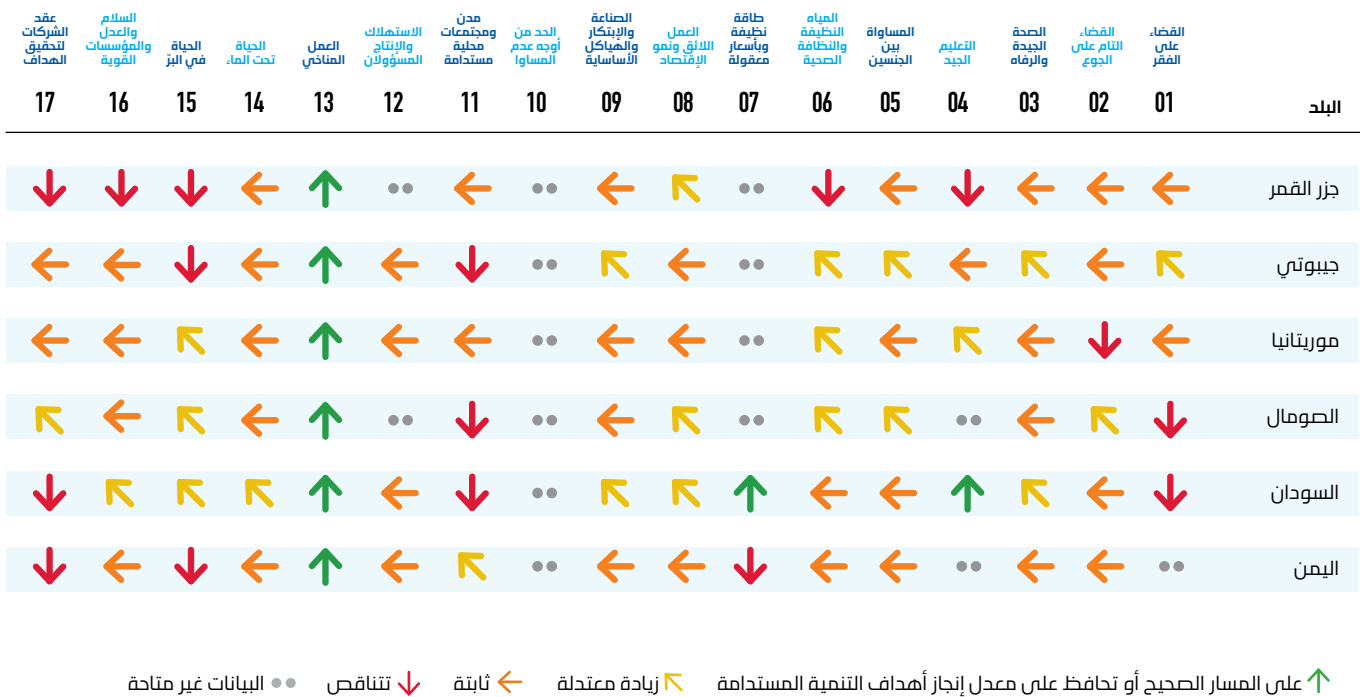 القضاء
على
الفقر
القضاء
التام على
الجوع
الصحة
الجيدة
والرفاه
التعليم
الجيد
المساواة
بين
الجنسين
المياه
النظيفة
والنظافة
الصحية
طاقة
نظيفة
وبأسعار
معقولة
العمل
اللائق ونمو
الإقتصاد
الصناعة
والإبتكار
والهياكل
الأساساية
الحد من
أوجه عدم
المساوا
مدن
ومجتمعات
محلية
مستدامة
الاستهلاك
والإنتاج
المسؤولان
العمل
المناخي
الحياة
تحت الماء
الحياة
في البرّ
السلام
والعدل
والمؤسسات
القوية
عقد
الشركات
لتحقيق
الهداف
البلد 01 02 03 04 05 06 07 08 09 10 11 12 13 14 15 16 17
جزر القمر
جيبوتي
موريتانيا
الصومال
السودان
اليمن
على المسار الصحيح أو تحافظ على معدل إنجاز أهداف التنمية المستدامة زيادة معتدلة ثابتة تتناقص البيانات غير متاحة